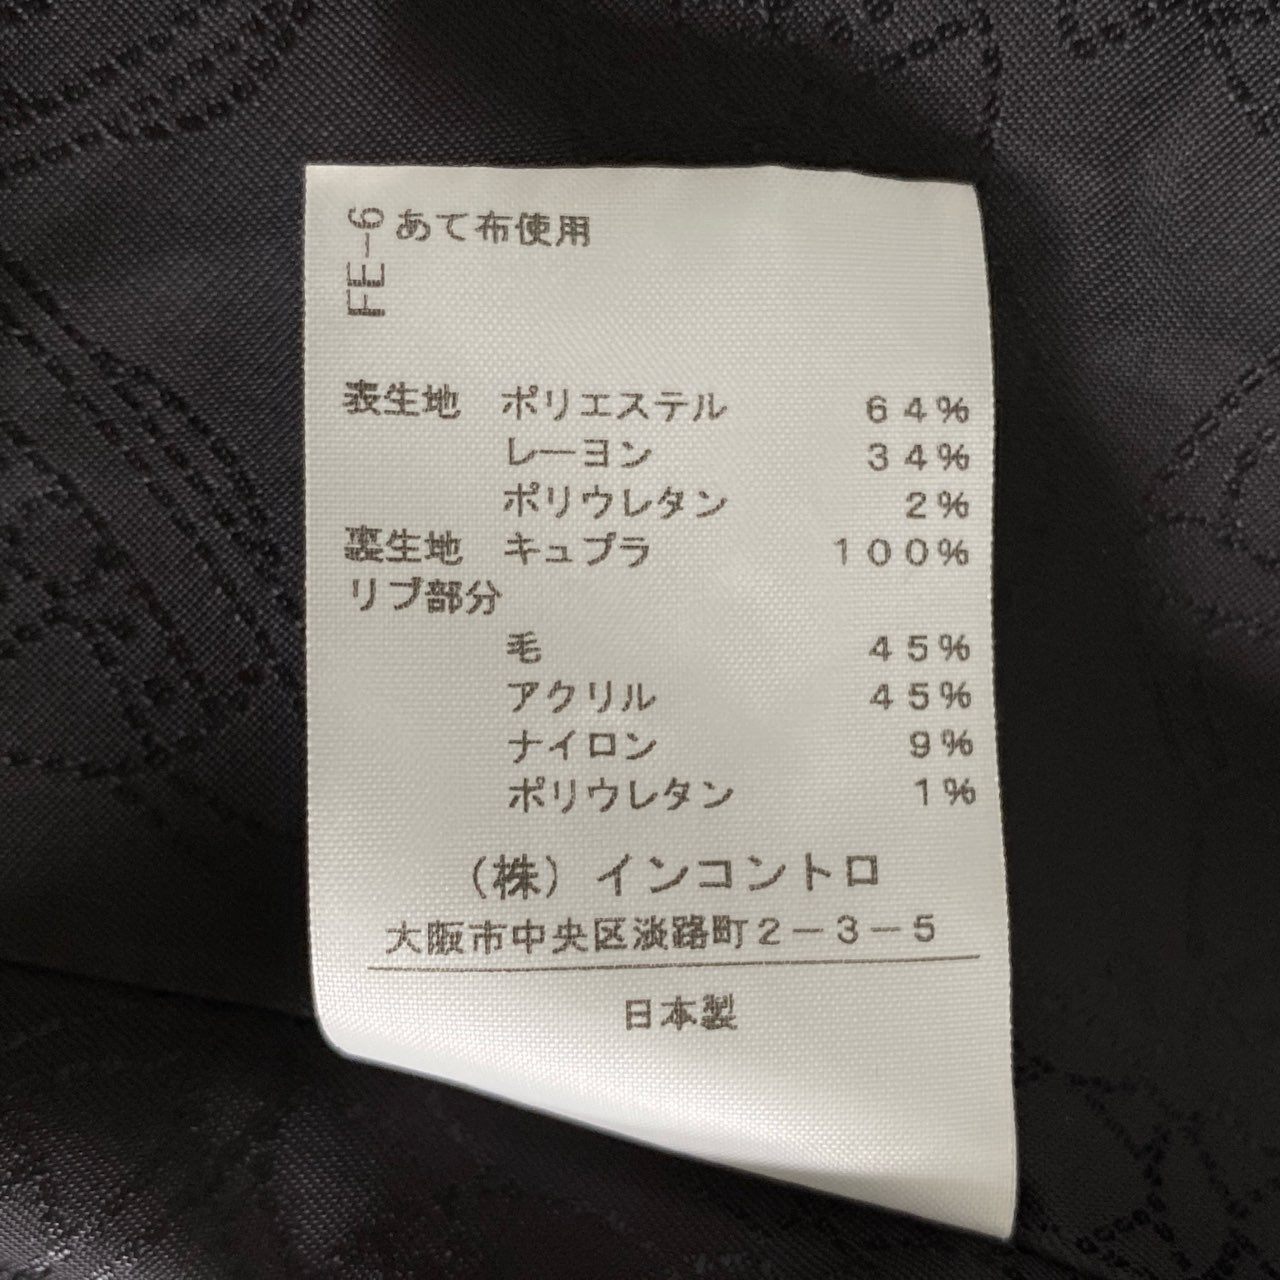 FE-6
あて布使用
表生地 ポリエステル 64%
レーヨン 34%
ポリウレタン 2%
裏生地 キュプラ 100%
リブ部分
毛 45%
アクリル 45%
ナイロン 9%
ポリウレタン 1%
(株)インコントロ
大阪市中央区淡路町2-3-5
日本製